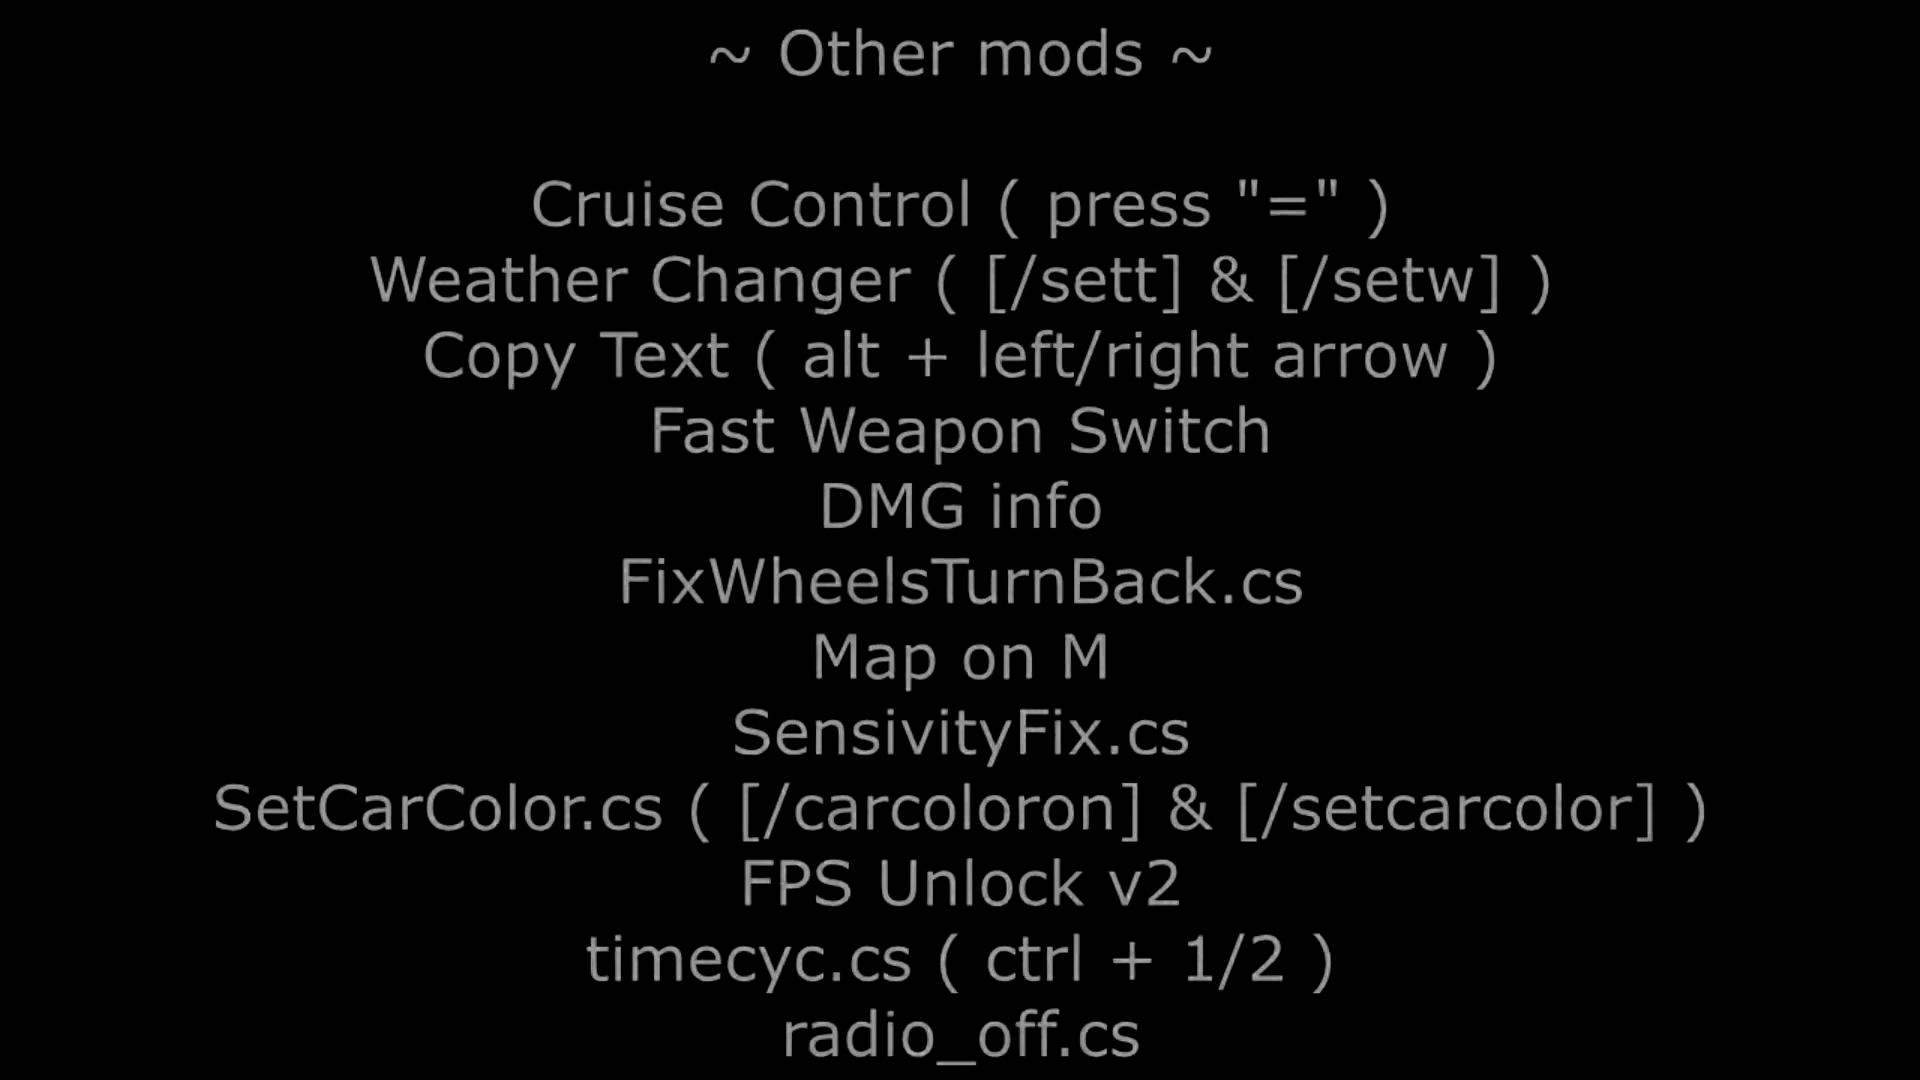 ~ Other mods ~
Cruise Control ( press "=" )
Weather Changer ( [/sett] & [/setw] )
Copy Text ( alt + left/right arrow )
Fast Weapon Switch
DMG info
FixWheelsTurnBack.cs
Map on M
SensivityFix.cs
SetCarColor.cs ( [/carcoloron] & [/setcarcolor] )
FPS Unlock v2
timecyc.cs ( ctrl + 1/2 )
radio_off.cs